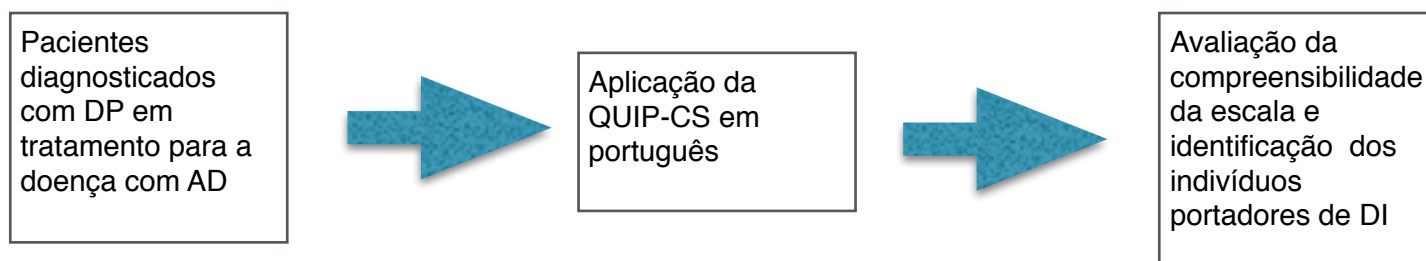 Pacientes
diagnosticados
com DP em
tratamento para a
doença com AD
Aplicação da
QUIP-CS em
português
Avaliação da
compreensibilidade
da escala e
identificação dos
indivíduos
portadores de DI